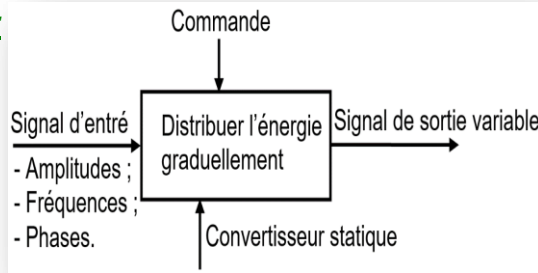 Commande
Signal d'entré
Distribuer l'énergie
graduellement
Signal de sortie variable
- Amplitudes ;
- Fréquences ;
- Phases.
Convertisseur statique